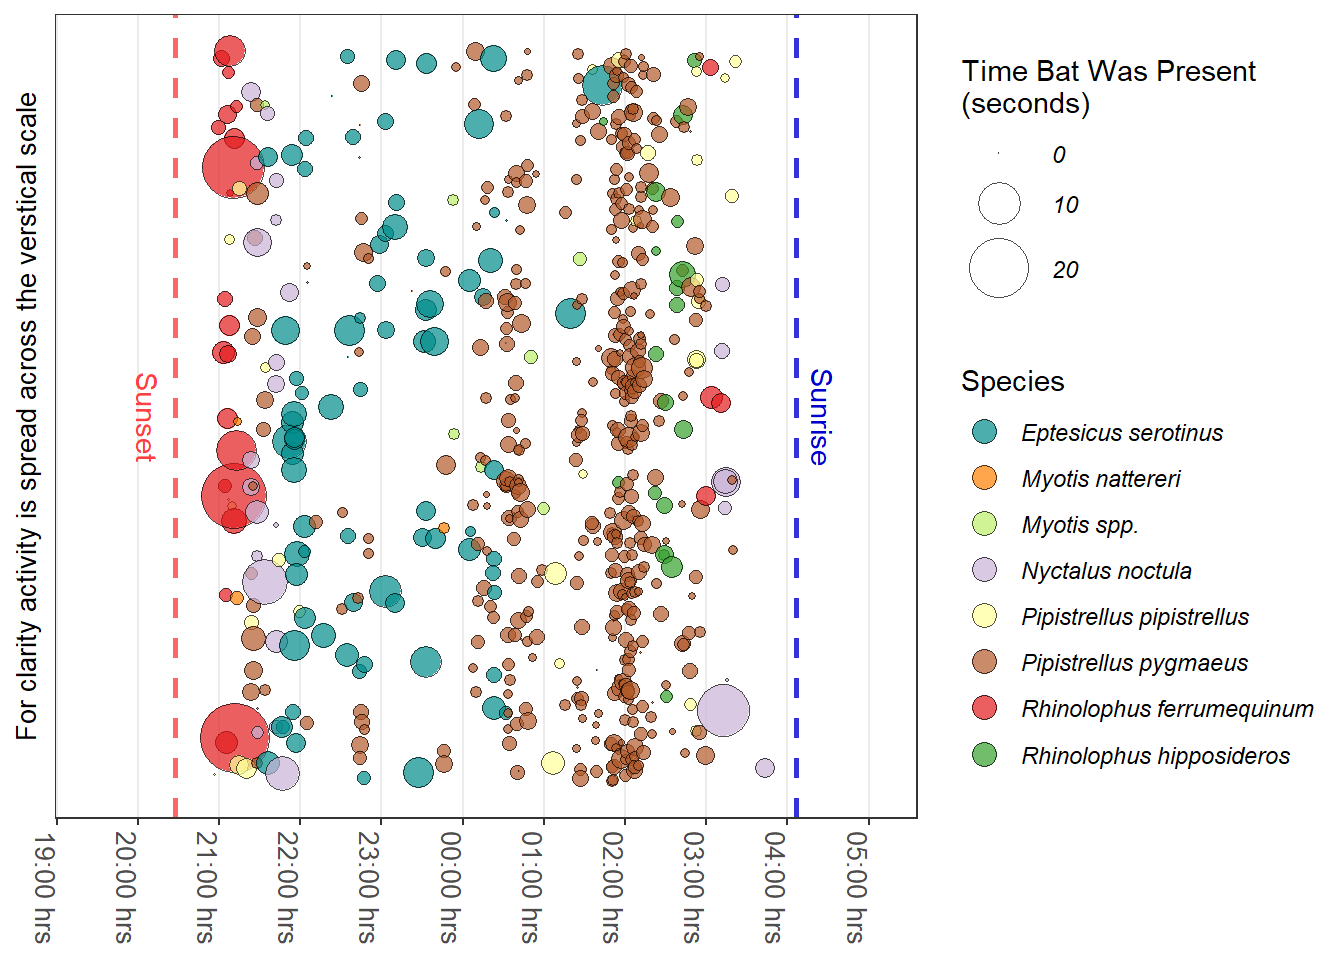 For clarity activity is spread across the verstical scale
Sunset
Sunrise
19:00 hrs
20:00 hrs
21:00 hrs
22:00 hrs
23:00 hrs
00:00 hrs
01:00 hrs
02:00 hrs
03:00 hrs
04:00 hrs
05:00 hrs
Time Bat Was Present
(seconds)
0
10
20
Species
Eptesicus serotinus
Myotis nattereri
Myotis spp.
Nyctalus noctula
Pipistrellus pipistrellus
Pipistrellus pygmaeus
Rhinolophus ferrumequinum
Rhinolophus hipposideros